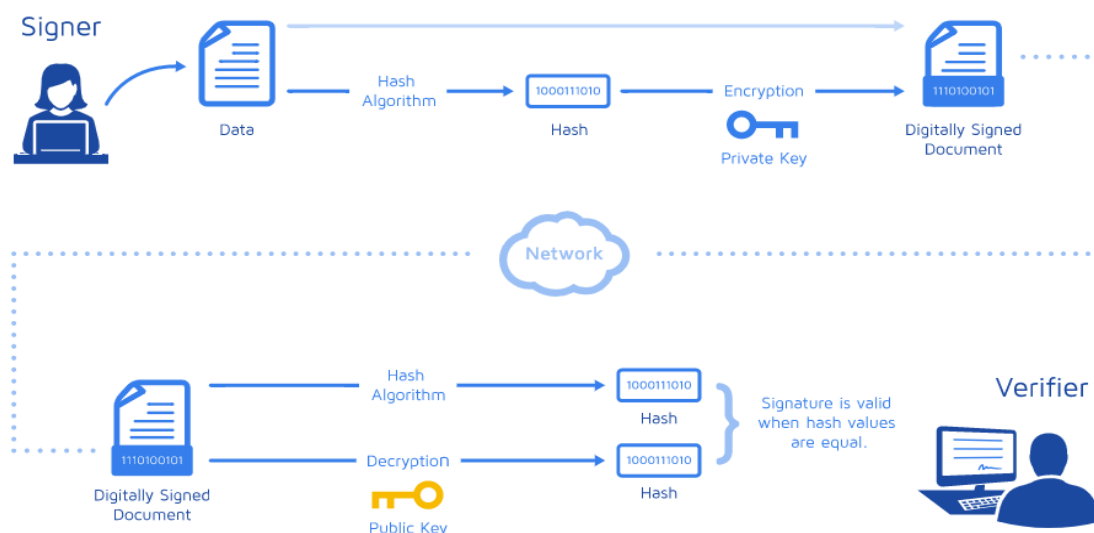 Signer
Data
Hash
Algorithm
1000111010
Hash
Encryption
Private Key
1110100101
Digitally Signed
Document
Network
1110100101
Digitally Signed
Document
Hash
Algorithm
1000111010
Hash
Decryption
Public Key
1000111010
Hash
Signature is valid
when hash values
are equal.
Verifier